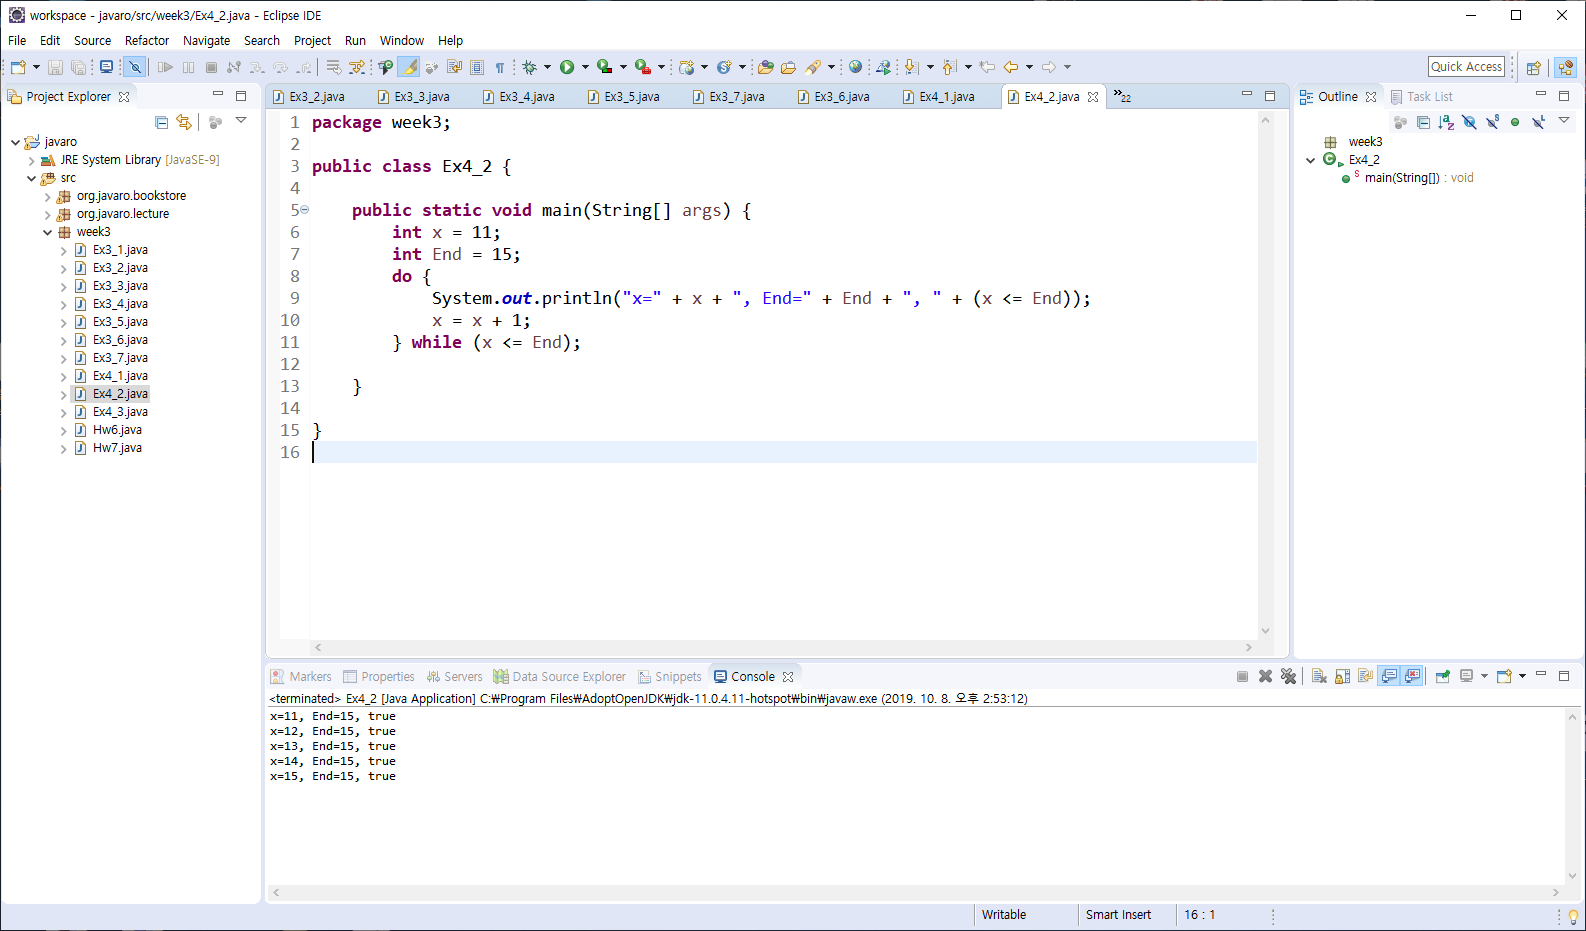 workspace - javaro/src/week3/Ex4_2.java - Eclipse IDE
File Edit Source Refactor Navigate Search Project Run Window Help
Quick Access
Project Explorer
Ex3_2.java Ex3_3.java Ex3_4.java Ex3_5.java Ex3_7.java Ex3_6.java Ex4_1.java Ex4_2.java »22
Outline Task List
javaro
JRE System Library [JavaSE-9]
src
org.javaro.bookstore
org.javaro.lecture
week3
Ex3_1.java
Ex3_2.java
Ex3_3.java
Ex3_4.java
Ex3_5.java
Ex3_6.java
Ex3_7.java
Ex4_1.java
Ex4_2.java
Ex4_3.java
Hw6.java
Hw7.java
1 package week3;
2
3 public class Ex4_2 {
4
5 public static void main(String[] args) {
6 int x = 11;
7 int End = 15;
8 do {
9 System.out.println("x=" + x + ", End=" + End + ", " + (x <= End));
10 x = x + 1;
11 } while (x <= End);
12
13 }
14
15 }
16
week3
Ex4_2
main(String[]) : void
Markers Properties Servers Data Source Explorer Snippets Console
<terminated> Ex4_2 [Java Application] C:₩Program Files₩AdoptOpenJDK₩jdk-11.0.4.11-hotspot₩bin₩javaw.exe (2019. 10. 8. 오후 2:53:12)
x=11, End=15, true
x=12, End=15, true
x=13, End=15, true
x=14, End=15, true
x=15, End=15, true
Writable Smart Insert 16 : 1